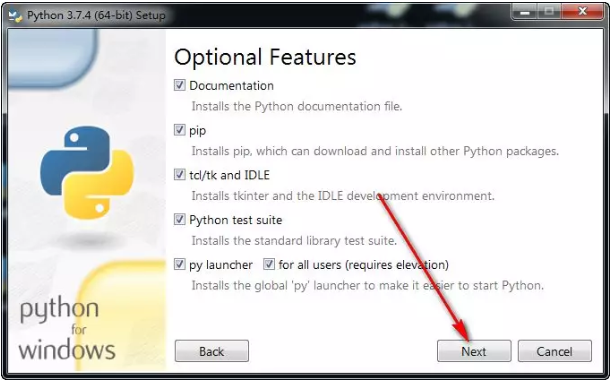 Python 3.7.4 (64-bit) Setup
Optional Features
Documentation
Installs the Python documentation file.
pip
Installs pip, which can download and install other Python packages.
tcl/tk and IDLE
Installs tkinter and the IDLE development environment.
Python test suite
Installs the standard library test suite.
py launcher for all users (requires elevation)
Installs the global 'py' launcher to make it easier to start Python.
python
for
windows
Back Next Cancel